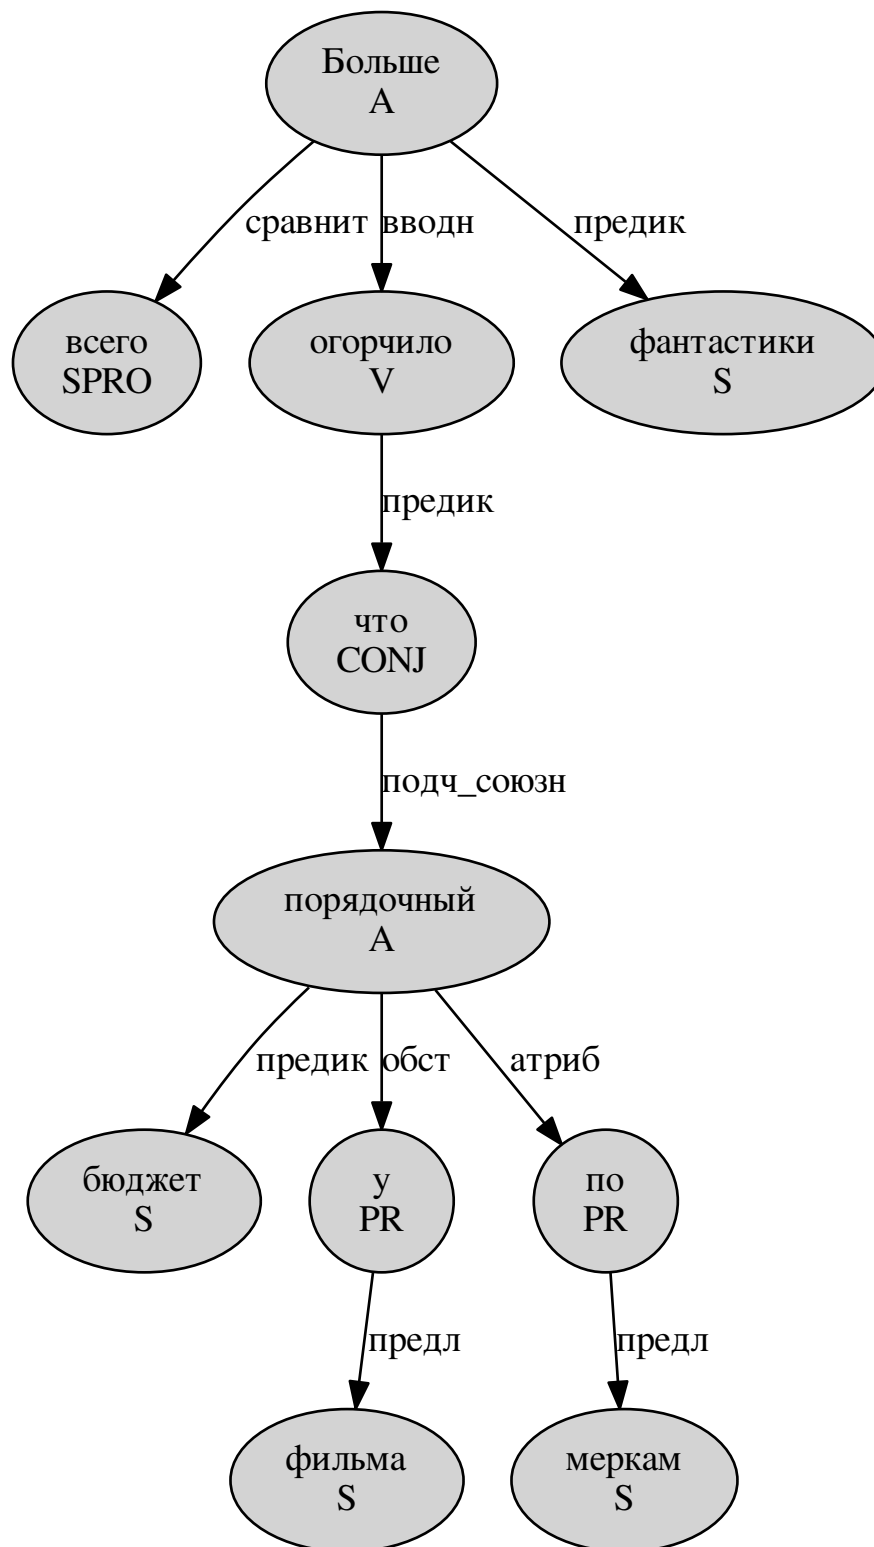 Больше
A
сравнит вводн предик
всего
SPRO
огорчило
V
фантастики
S
предик
что
CONJ
подч_союзн
порядочный
A
предик обст атриб
бюджет
S
у
PR
по
PR
предл предл
фильма
S
меркам
S